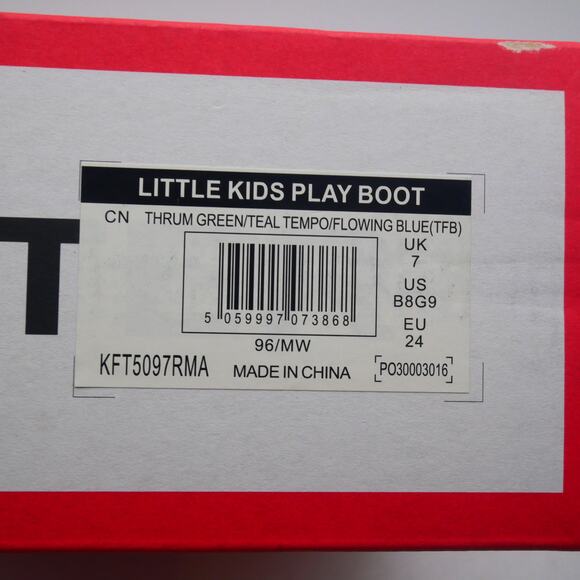 T
LITTLE KIDS PLAY BOOT
CN THRUM GREEN/TEAL TEMPO/FLOWING BLUE(TFB)
UK
7
US
B8G9
EU
24
5 059997 073868
96/MW
KFT5097RMA MADE IN CHINA PO30003016